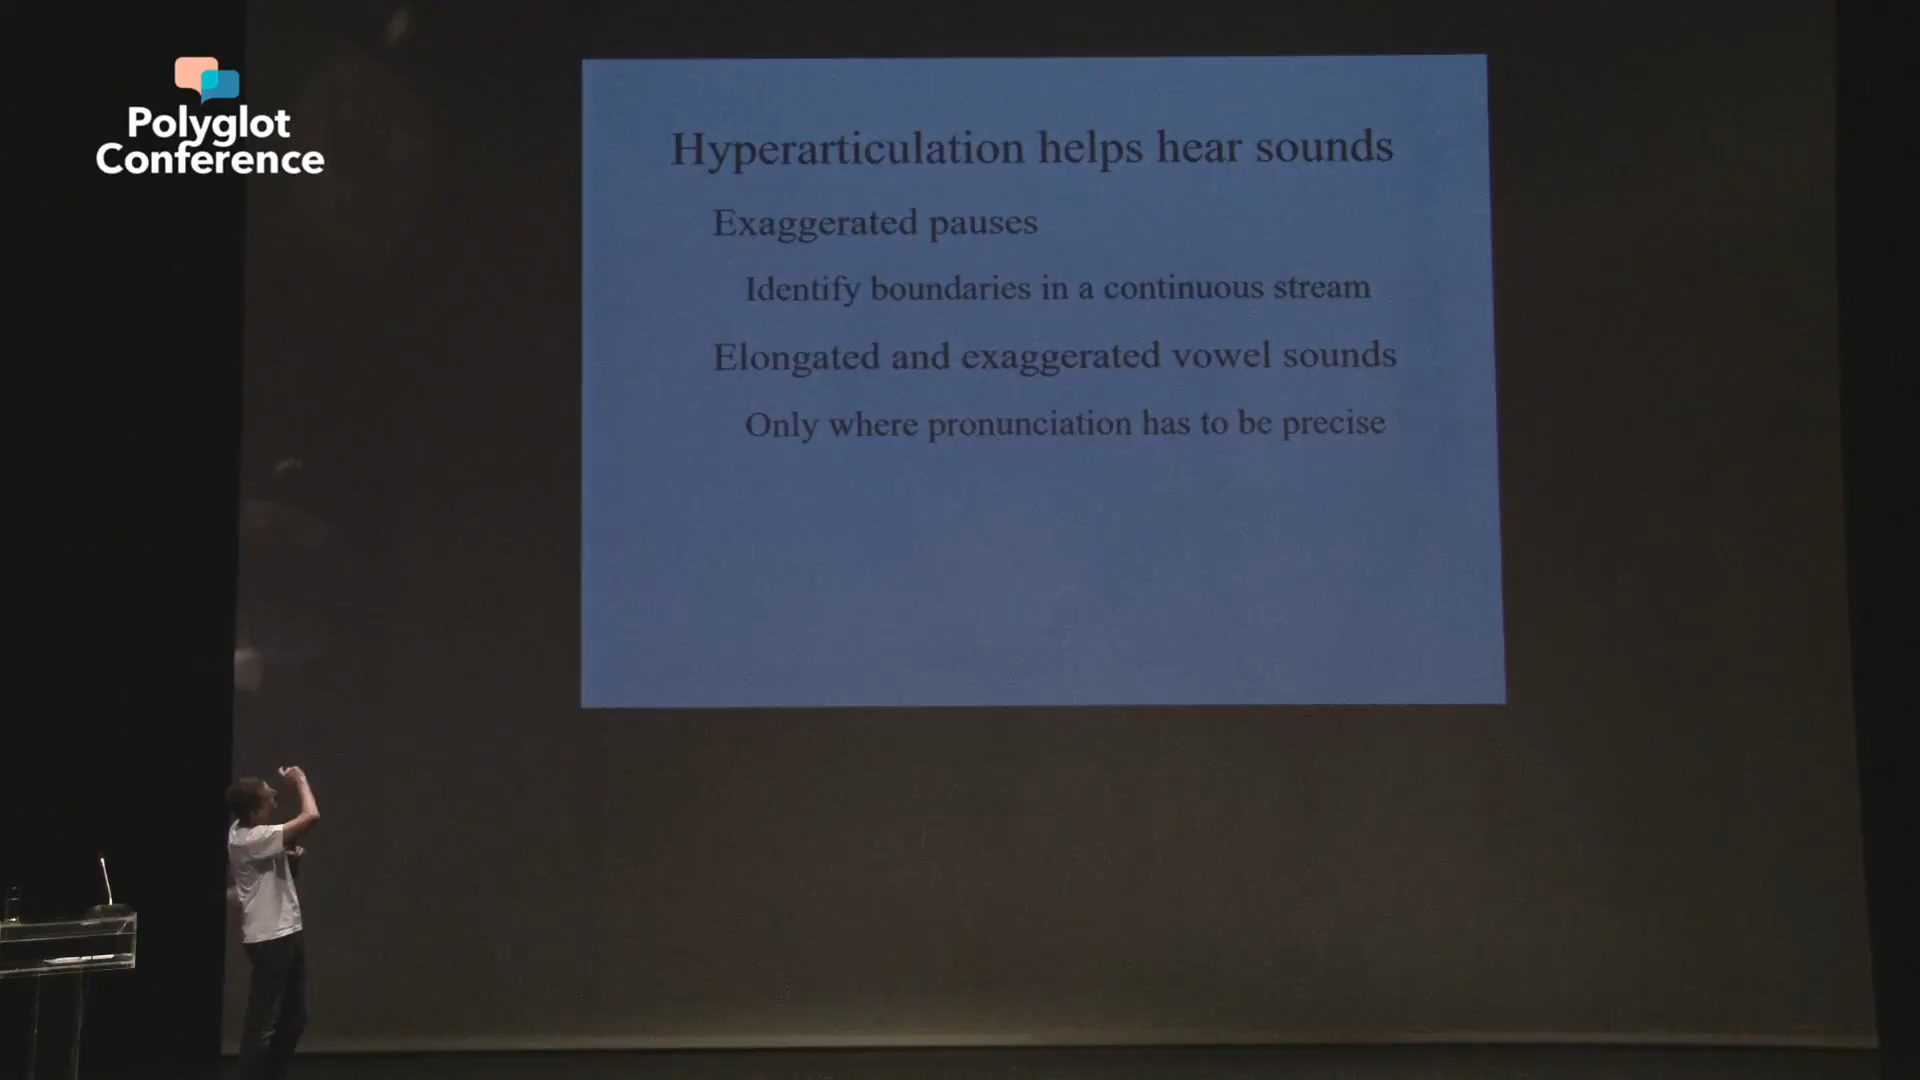 Polyglot
Conference
Hyperarticulation helps hear sounds
Exaggerated pauses
Identify boundaries in a continuous stream
Elongated and exaggerated vowel sounds
Only where pronunciation has to be precise